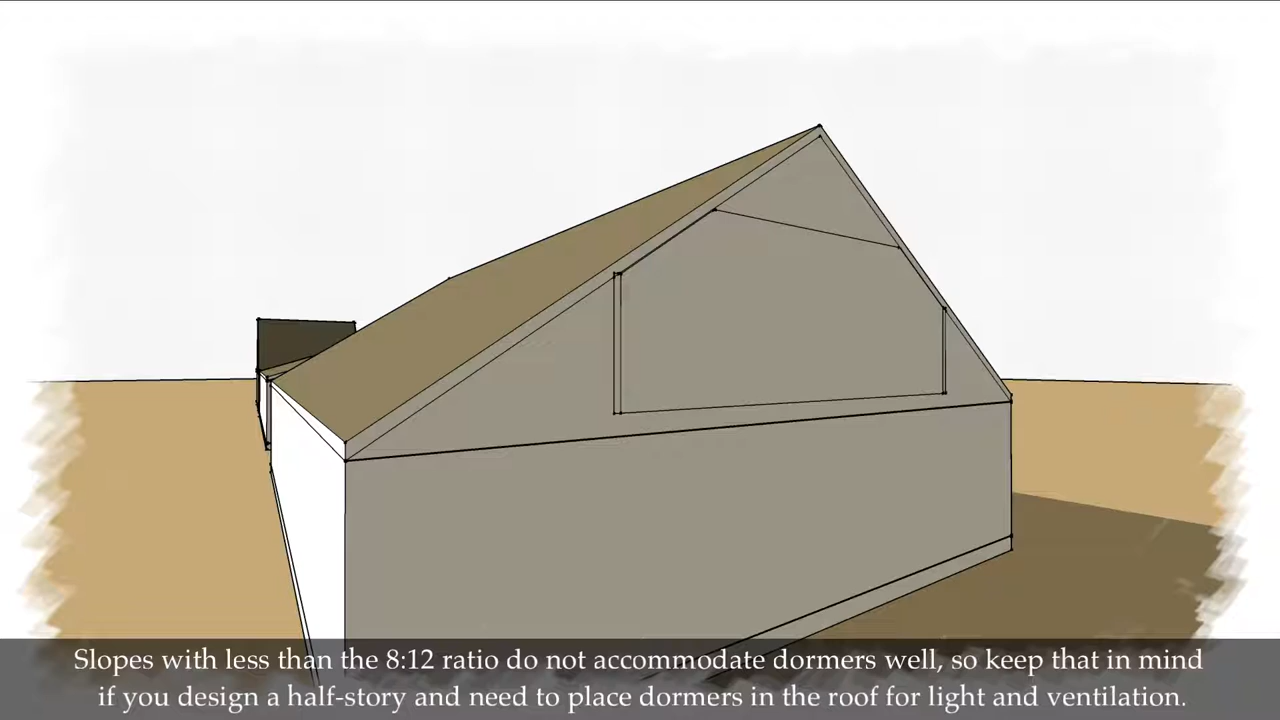 Slopes with less than the 8:12 ratio do not accommodate dormers well, so keep that in mind
if you design a half-story and need to place dormers in the roof for light and ventilation.